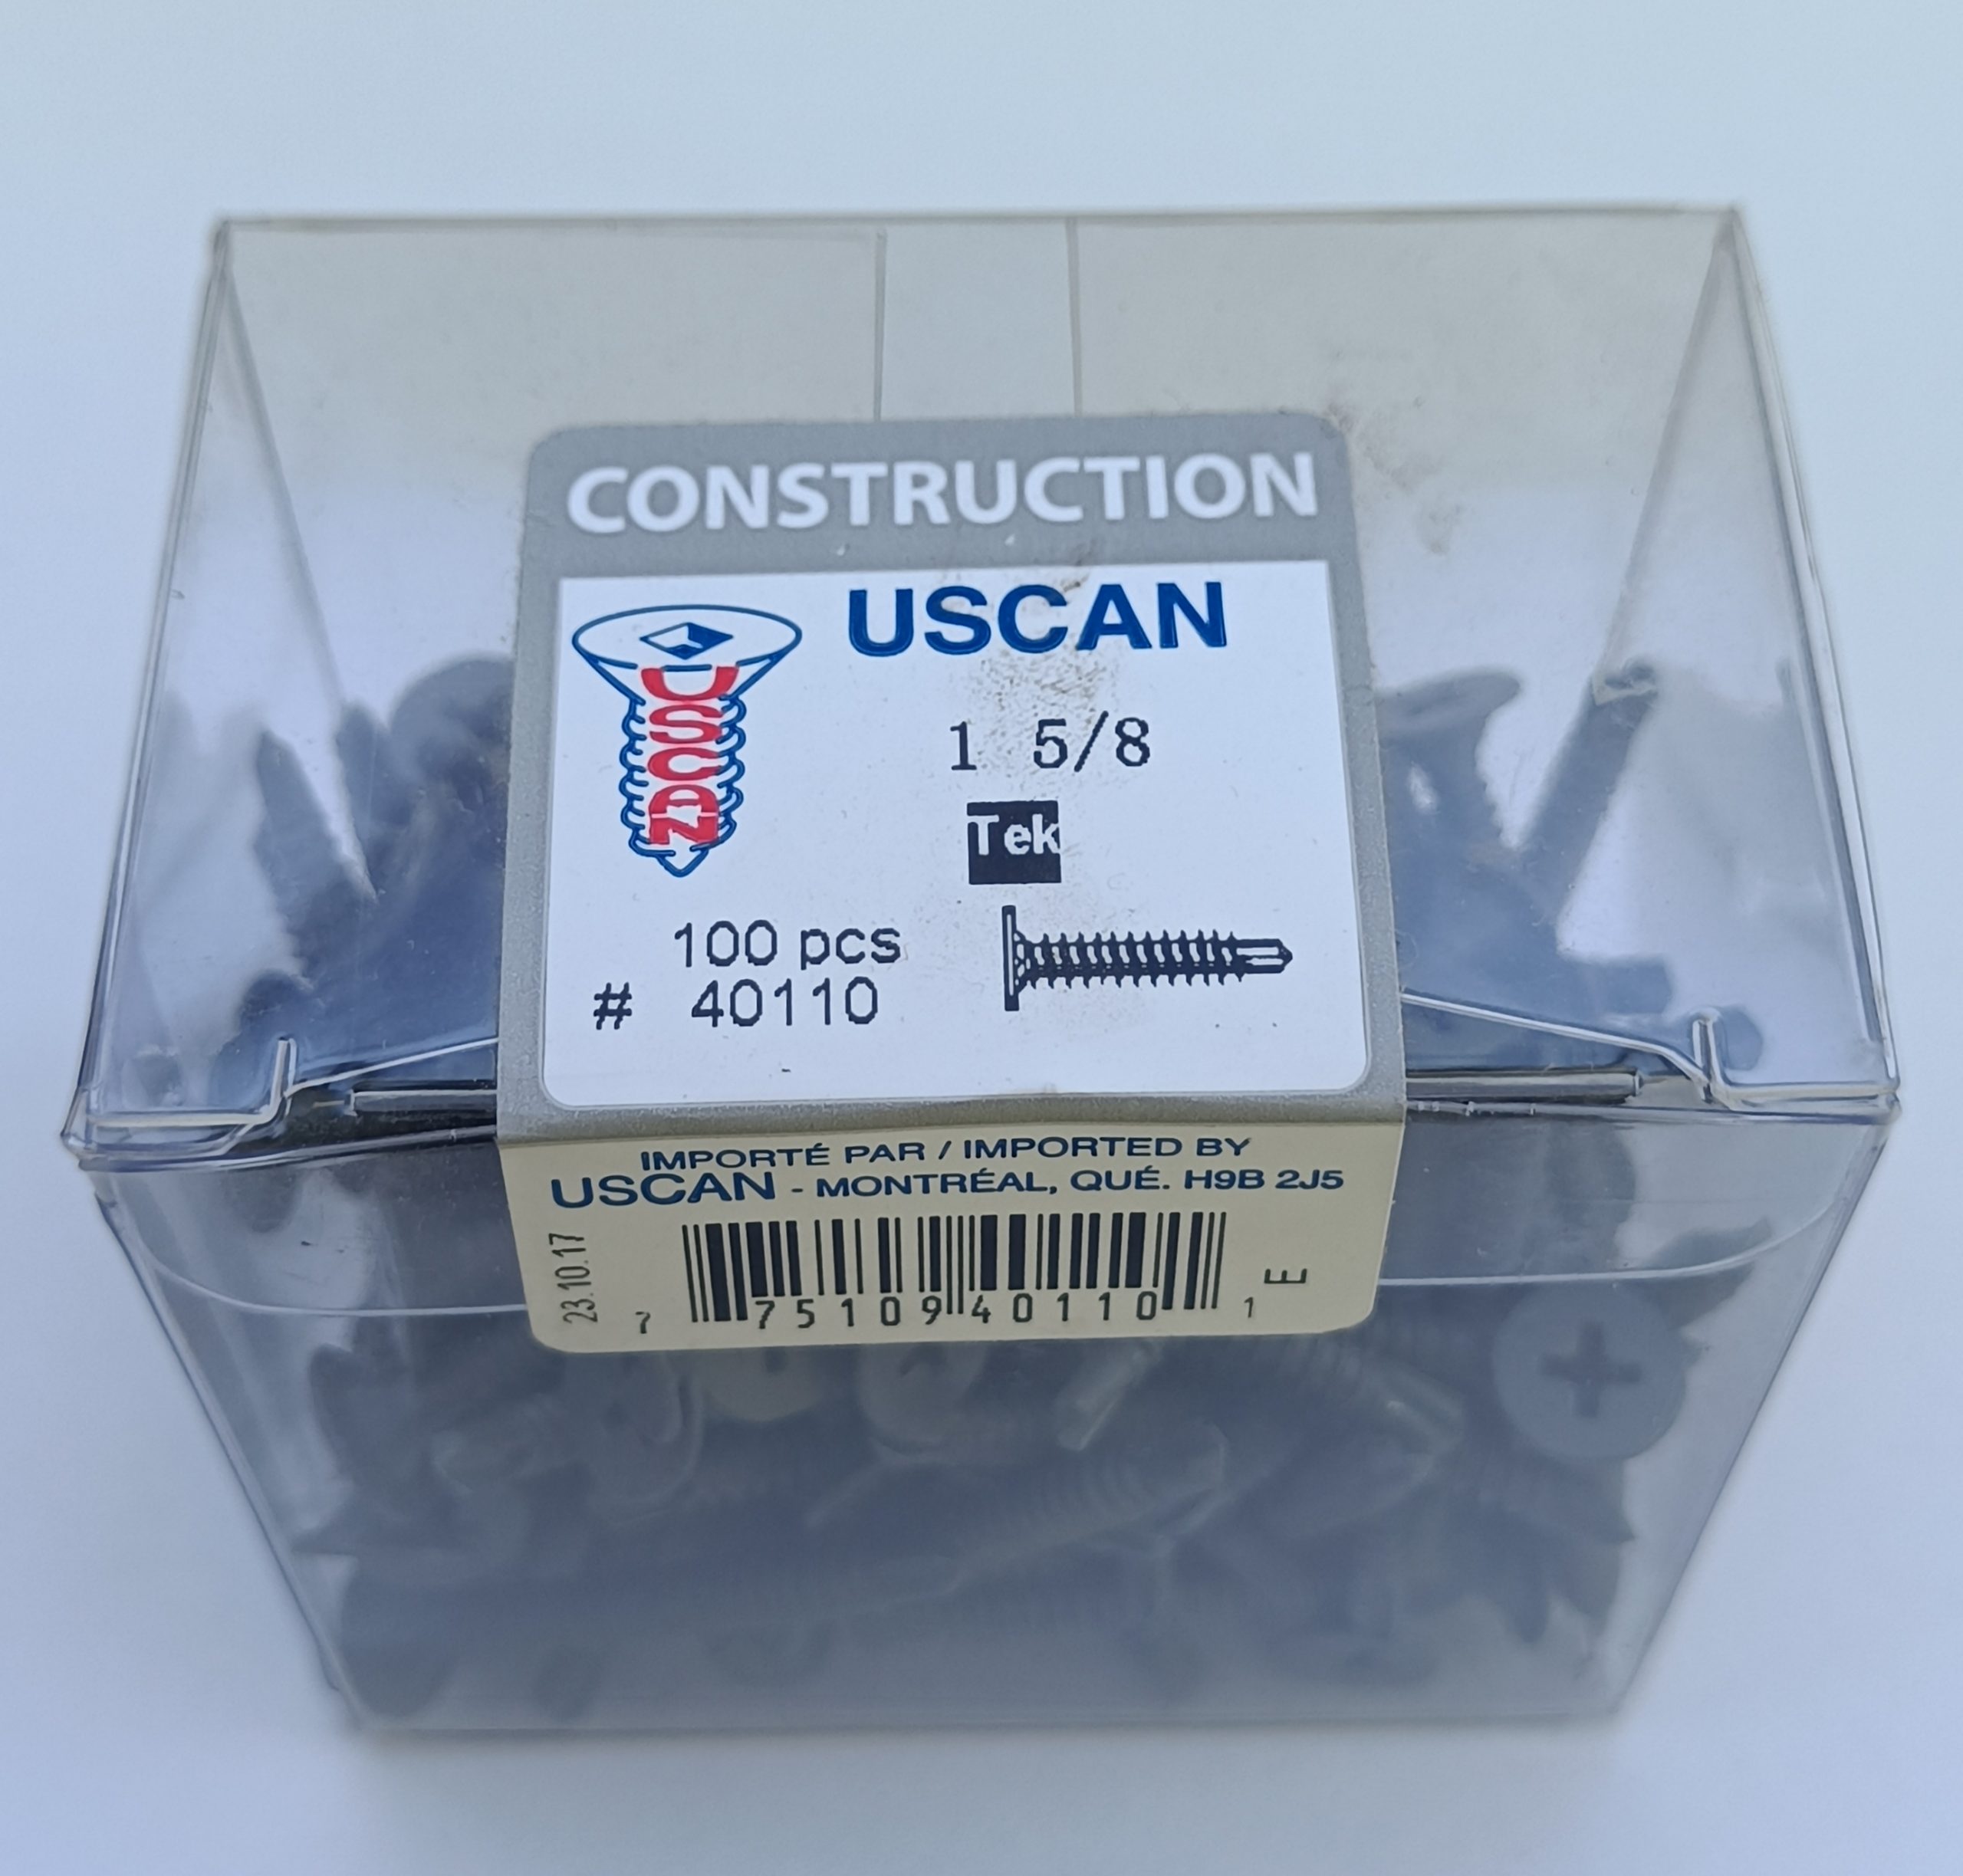 CONSTRUCTION
USCAN
USCAN
1 5/8
Tek
100 pcs
# 40110
IMPORTÉ PAR / IMPORTED BY
USCAN - MONTRÉAL, QUÉ. H9B 2J5
23.10.17
7 75109 40110 1
E